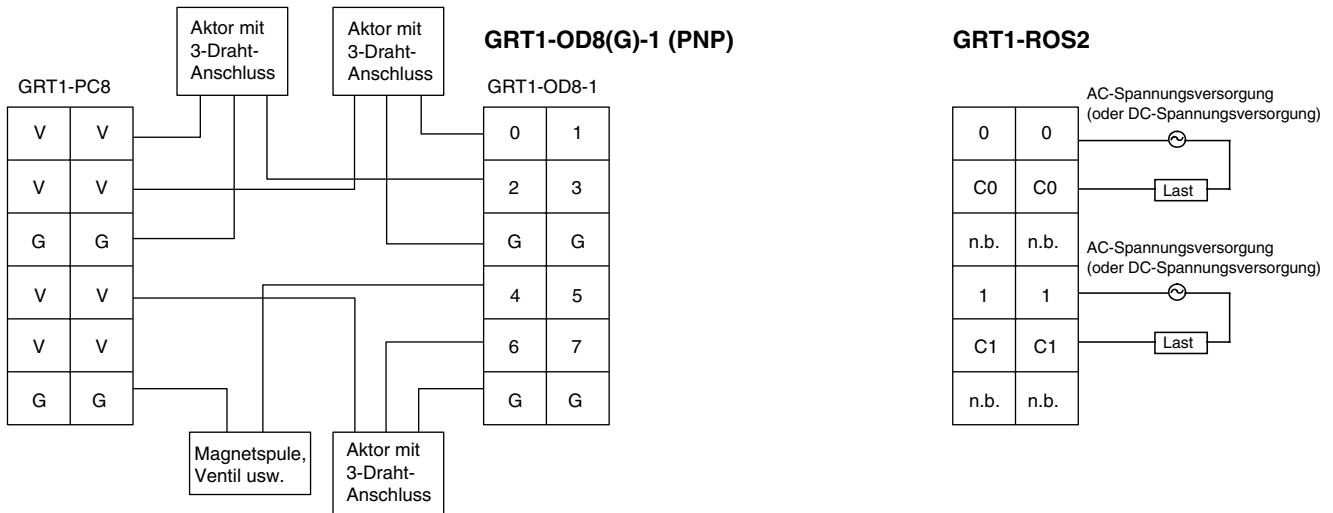 Aktor mit
3-Draht-
Anschluss
Aktor mit
3-Draht-
Anschluss
GRT1-OD8(G)-1 (PNP)
GRT1-ROS2
GRT1-PC8
GRT1-OD8-1
V V
V V
G G
V V
V V
G G
0 1
2 3
G G
4 5
6 7
G G
Magnetspule,
Ventil usw.
Aktor mit
3-Draht-
Anschluss
0 0
C0 C0
n.b. n.b.
1 1
C1 C1
n.b. n.b.
AC-Spannungsversorgung
(oder DC-Spannungsversorgung)
Last
AC-Spannungsversorgung
(oder DC-Spannungsversorgung)
Last